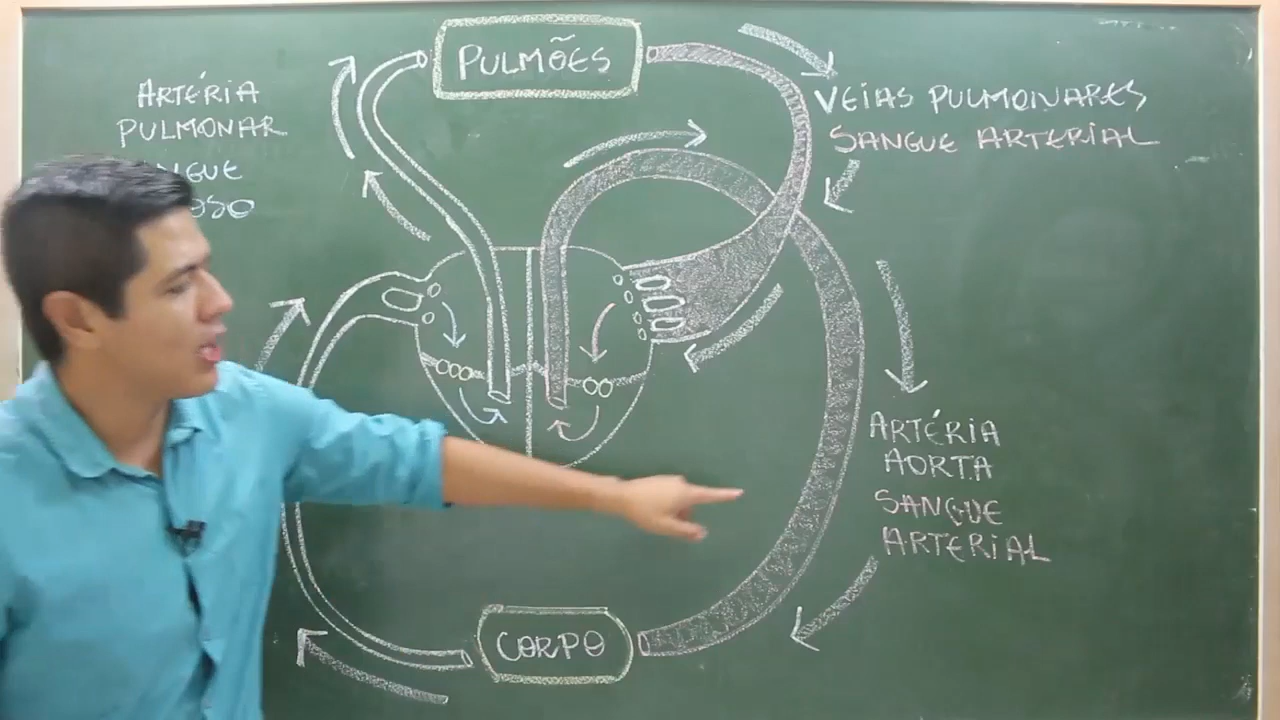 PULMÕES
ARTÉRIA
PULMONAR
VEIAS PULMONARES
SANGUE ARTERIAL
ARTÉRIA
AORTA
SANGUE
ARTERIAL
CORPO